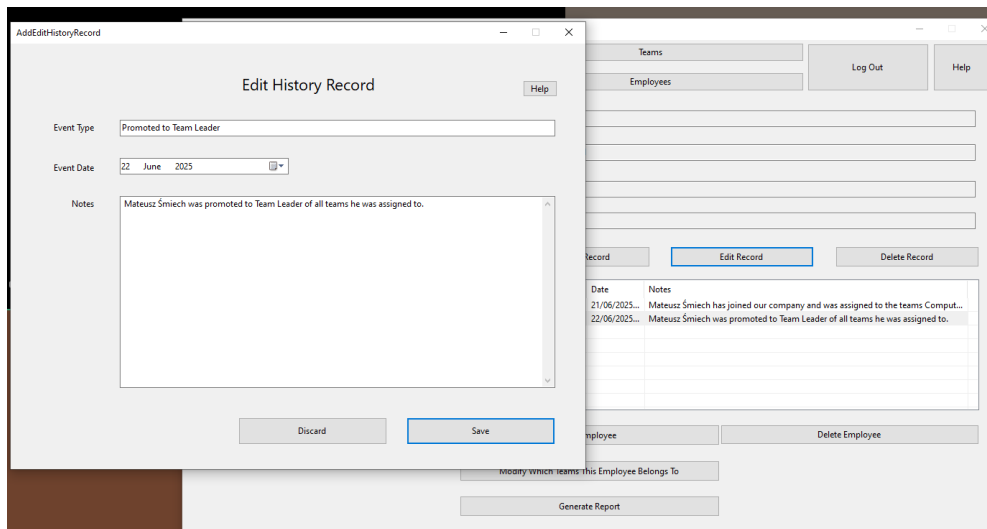 AddEditHistoryRecord
Edit History Record
Help
Event Type
Promoted to Team Leader
Event Date
22 June 2025
Notes
Mateusz Śmiech was promoted to Team Leader of all teams he was assigned to.
Discard
Save
Teams
Employees
Log Out
Help
Record
Edit Record
Delete Record
Date Notes
21/06/2025... Mateusz Śmiech has joined our company and was assigned to the teams Comput...
22/06/2025... Mateusz Śmiech was promoted to Team Leader of all teams he was assigned to.
mployee
Delete Employee
Modify Which Teams This Employee Belongs To
Generate Report